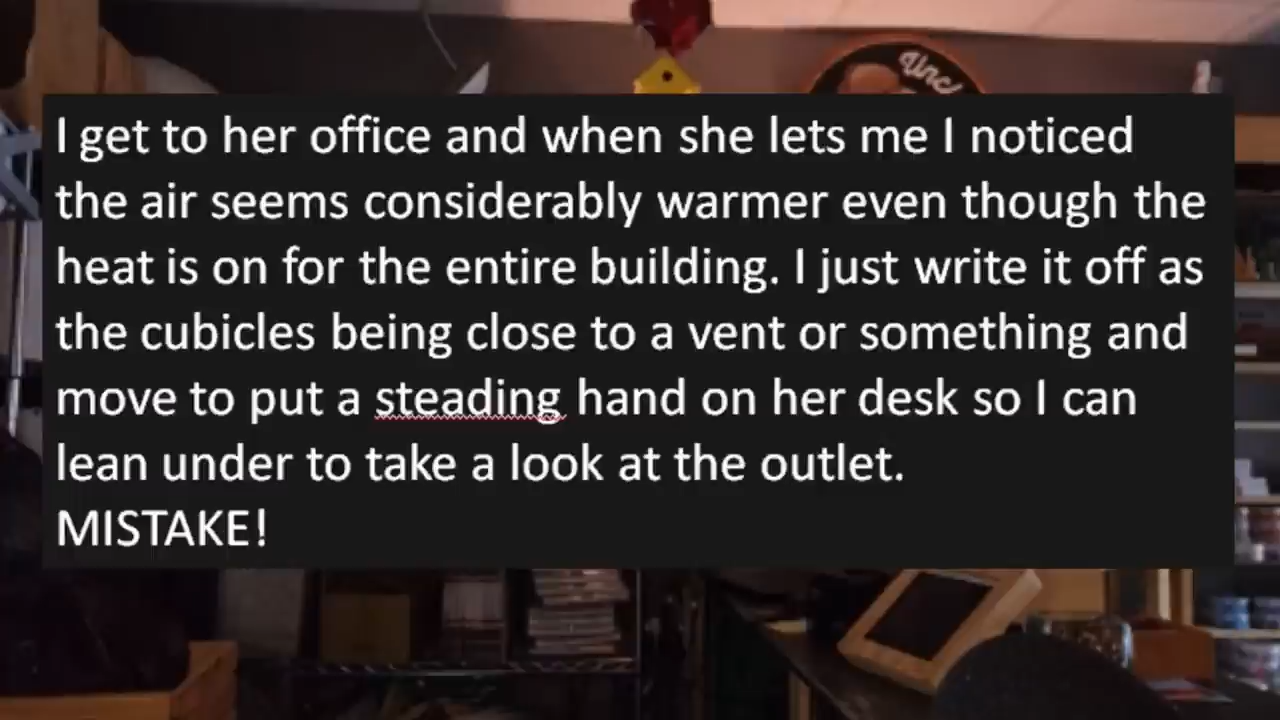 Unc
I get to her office and when she lets me I noticed
the air seems considerably warmer even though the
heat is on for the entire building. I just write it off as
the cubicles being close to a vent or something and
move to put a steading hand on her desk so I can
lean under to take a look at the outlet.
MISTAKE!